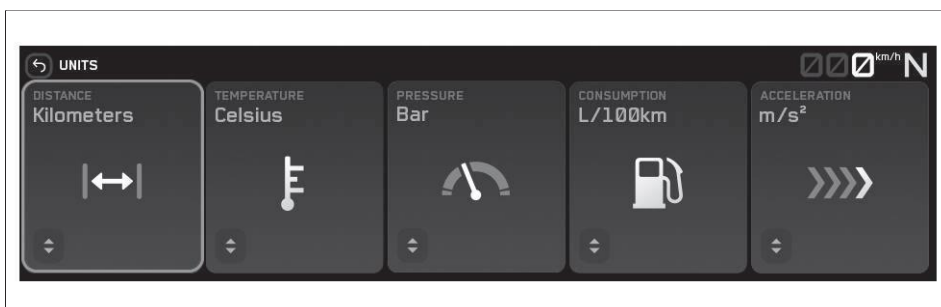 UNITS
000 km/h N
DISTANCE
Kilometers
TEMPERATURE
Celsius
PRESSURE
Bar
CONSUMPTION
L/100km
ACCELERATION
m/s²